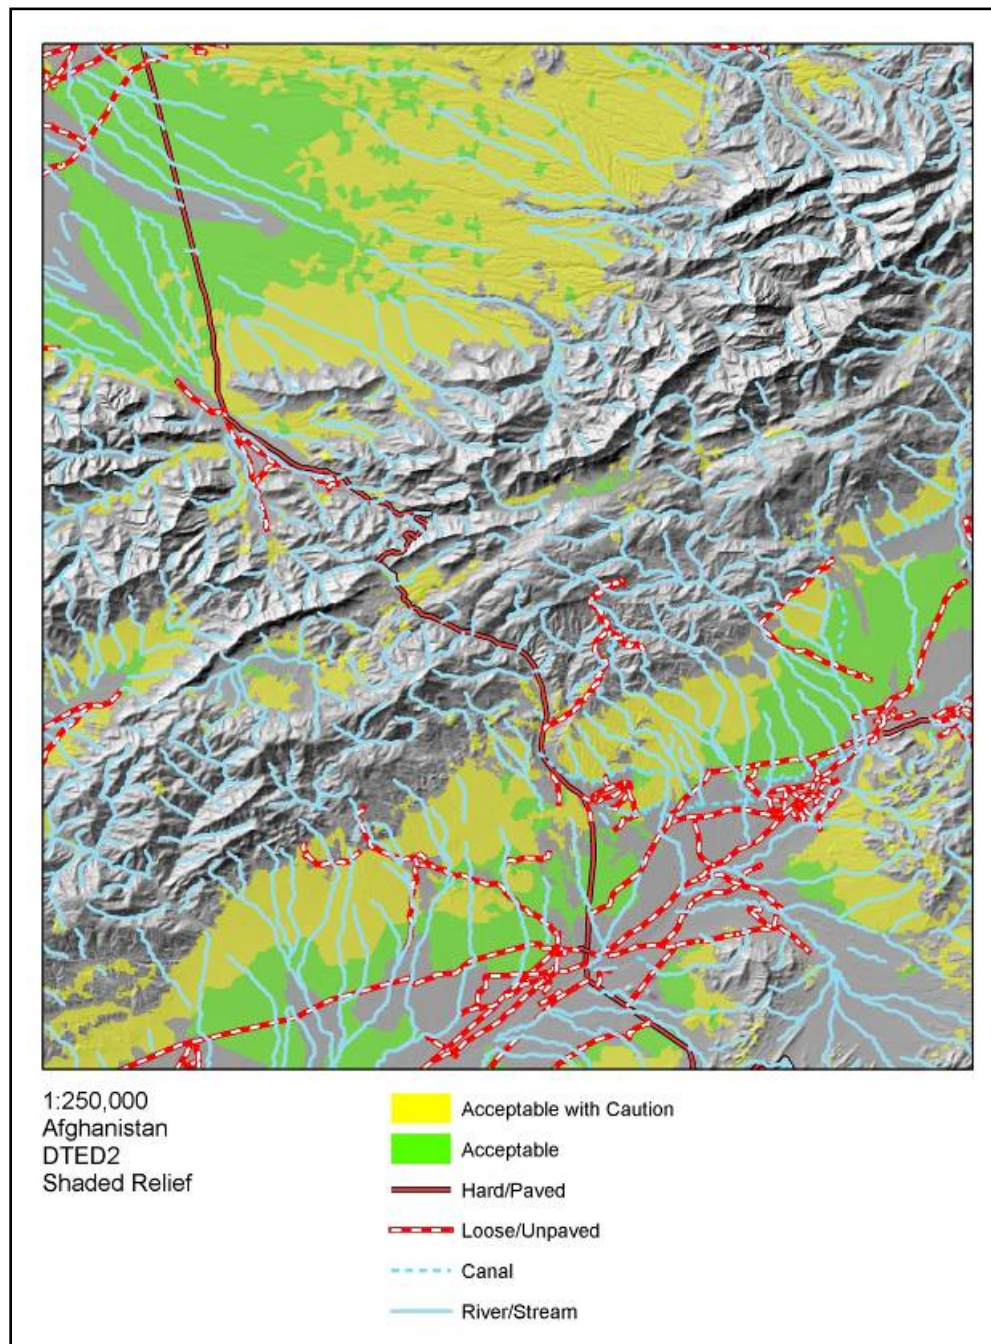 1:250,000
Afghanistan
DTED2
Shaded Relief
Acceptable with Caution
Acceptable
Hard/Paved
Loose/Unpaved
Canal
River/Stream